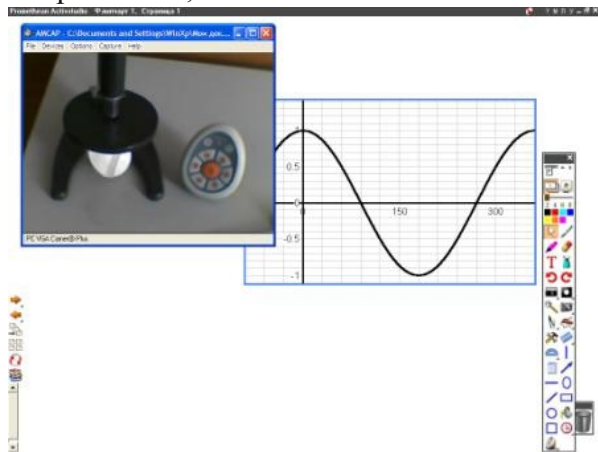 Promethean Activstudio Флипчарт 1, Страница 1
AMCAP - C:\Documents and Settings\WinXp\Мои док...
File Devices Options Capture Help
1
0.5
0
150
300
-0.5
-1
PC VGA Camer@ Plus
T